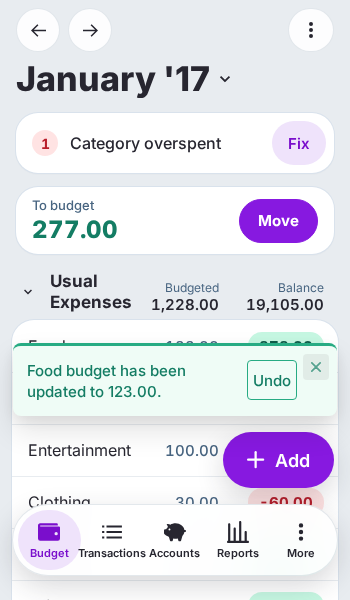 January '17
1 Category overspent Fix
To budget
277.00
Move
Usual Expenses
Budgeted
1,228.00
Balance
19,105.00
Food budget has been
updated to 123.00.
Undo
Entertainment 100.00
Add
Clothing 30.00 -60.00
Budget Transactions Accounts Reports More